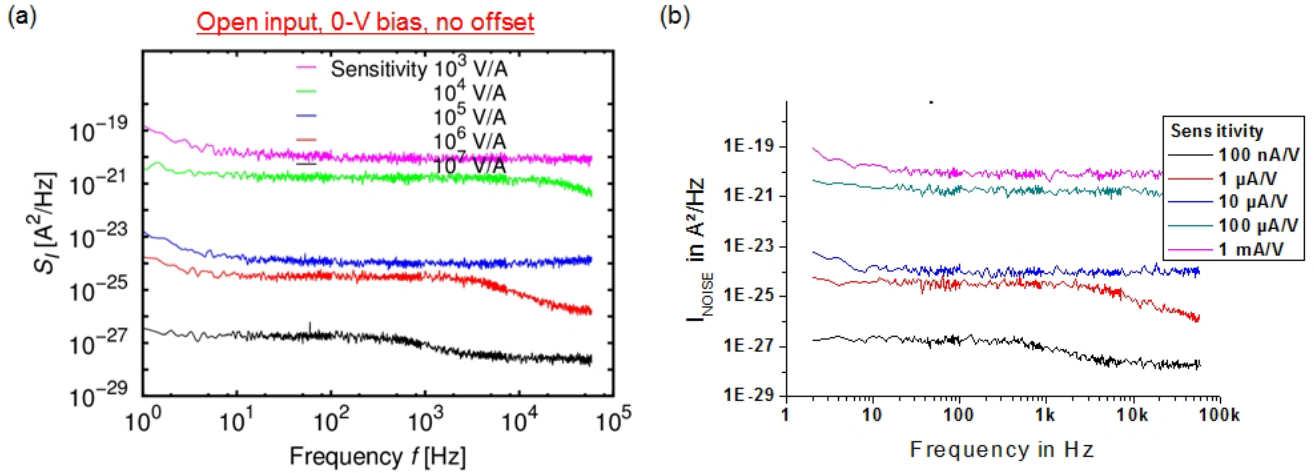 (a)
Open input, 0-V bias, no offset
Sensitivity 10³ V/A
10⁴ V/A
10⁵ V/A
10⁶ V/A
10⁷ V/A
S_I [A²/Hz]
10⁻¹⁹
10⁻²¹
10⁻²³
10⁻²⁵
10⁻²⁷
10⁻²⁹
10⁰ 10¹ 10² 10³ 10⁴ 10⁵
Frequency f [Hz]
(b)
I_NOISE in A²/Hz
1E-19
1E-21
1E-23
1E-25
1E-27
1E-29
1 10 100 1k 10k 100k
Frequency in Hz
Sensitivity
100 nA/V
1 µA/V
10 µA/V
100 µA/V
1 mA/V